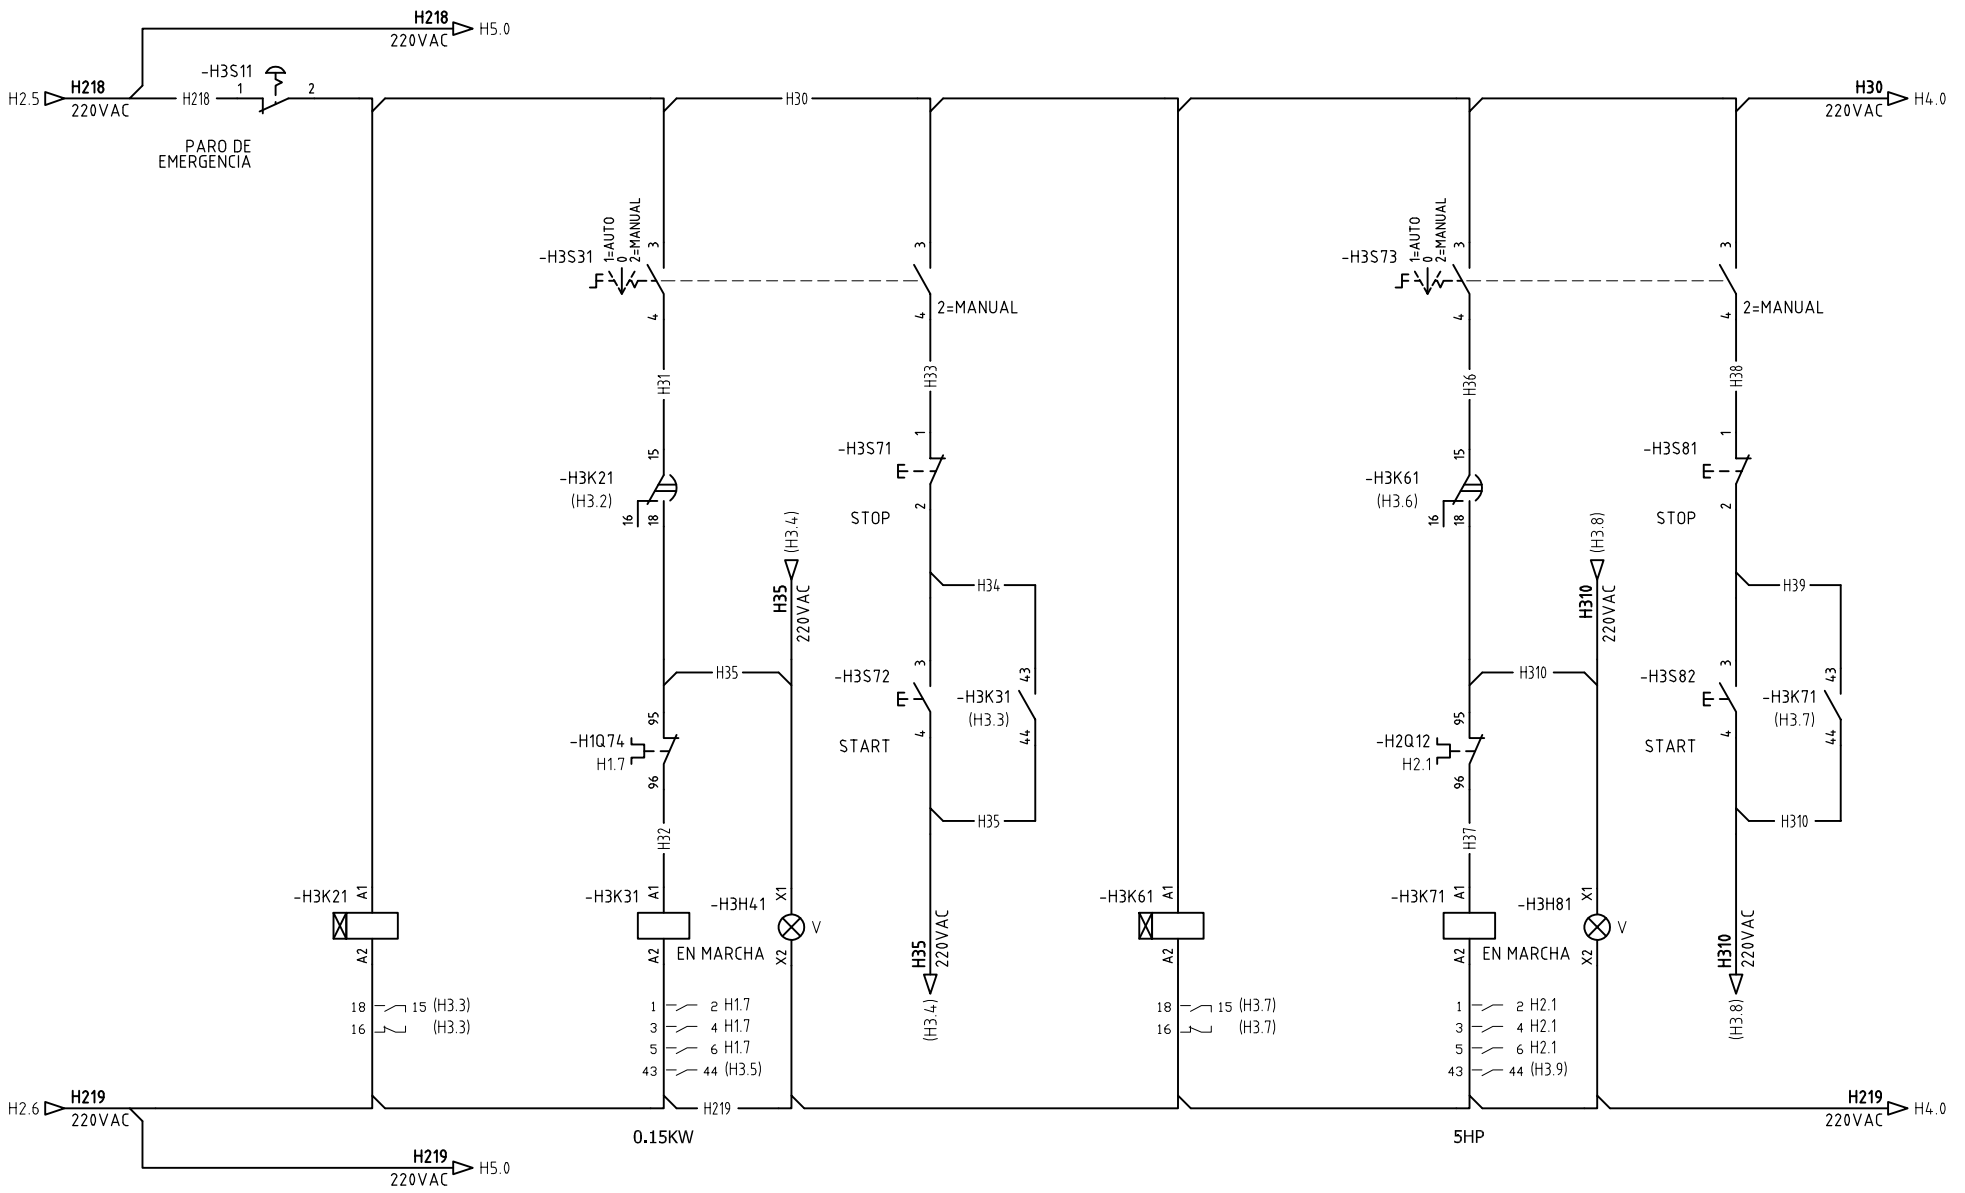 H218
220VAC
H5.0
H2.5
H218
220VAC
H218
-H3S11
1
2
PARO DE
EMERGENCIA
H30
H30
220VAC
H4.0
-H3S31
1=AUTO
0
2=MANUAL
3
4
3
4
2=MANUAL
-H3S73
1=AUTO
0
2=MANUAL
3
4
3
4
2=MANUAL
H31
H33
H36
H38
-H3K21
(H3.2)
15
16
18
-H3S71
1
2
STOP
-H3K61
(H3.6)
15
16
18
-H3S81
1
2
STOP
(H3.4)
H35
220VAC
H34
(H3.8)
H310
220VAC
H39
H35
-H3S72
3
4
START
-H3K31
(H3.3)
43
44
H310
-H3S82
3
4
START
-H3K71
(H3.7)
43
44
-H1Q74
H1.7
95
96
-H2Q12
H2.1
95
96
H32
H35
H37
H310
-H3K21
A1
A2
-H3K31
A1
A2
-H3H41
X1
X2
V
EN MARCHA
H35
220VAC
(H3.4)
-H3K61
A1
A2
-H3K71
A1
A2
-H3H81
X1
X2
V
EN MARCHA
H310
220VAC
(H3.8)
18 15 (H3.3)
16 (H3.3)
1 2 H1.7
3 4 H1.7
5 6 H1.7
43 44 (H3.5)
18 15 (H3.7)
16 (H3.7)
1 2 H2.1
3 4 H2.1
5 6 H2.1
43 44 (H3.9)
H2.6
H219
220VAC
H219
H219
220VAC
H4.0
0.15KW
5HP
H219
220VAC
H5.0